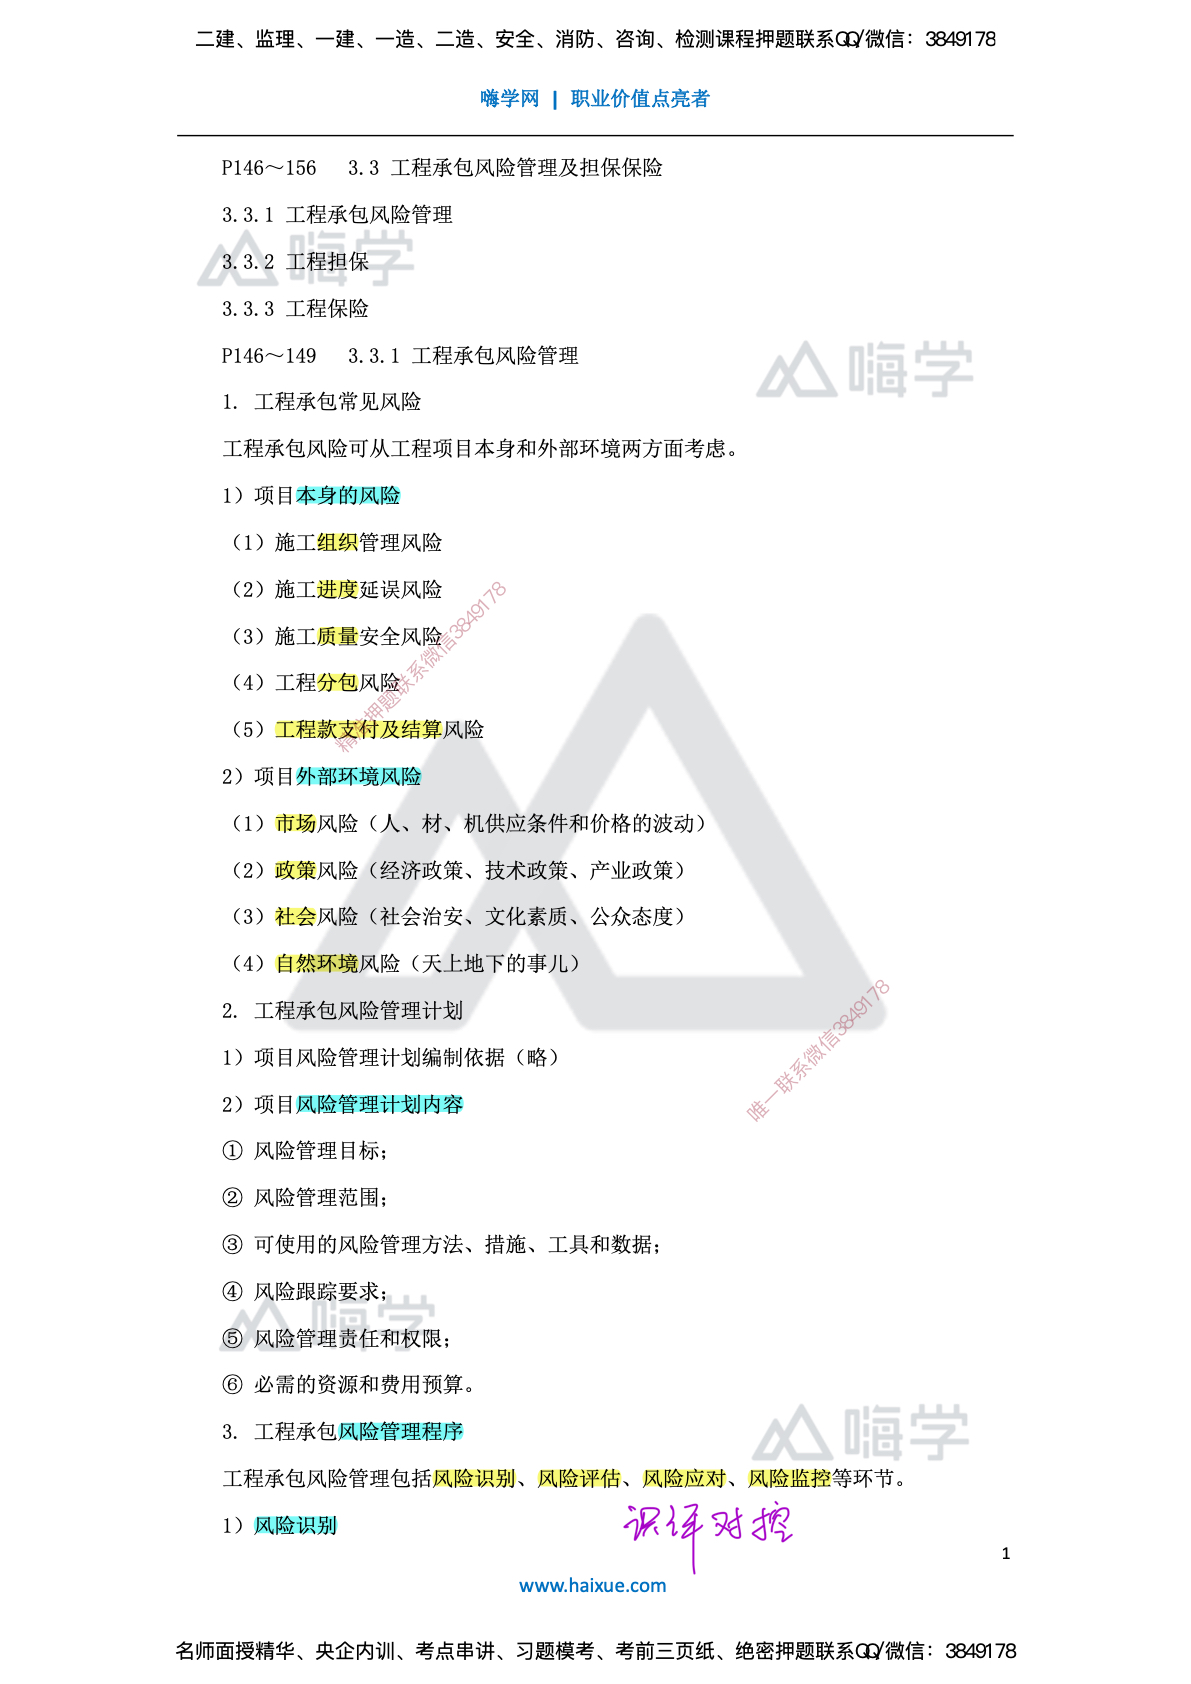 二建、监理、一建、一造、二造、安全、消防、咨询、检测课程押题联系QQ/微信：3849178
嗨学网 | 职业价值点亮者
P146～156 3.3 工程承包风险管理及担保保险
3.3.1 工程承包风险管理
嗨学
3.3.2 工程担保
3.3.3 工程保险
P146～149 3.3.1 工程承包风险管理
嗨学
1. 工程承包常见风险
工程承包风险可从工程项目本身和外部环境两方面考虑。
1）项目本身的风险
（1）施工组织管理风险
（2）施工进度延误风险
（3）施工质量安全风险
（4）工程分包风险
精准押题联系微信3849178
（5）工程款支付及结算风险
2）项目外部环境风险
（1）市场风险（人、材、机供应条件和价格的波动）
（2）政策风险（经济政策、技术政策、产业政策）
（3）社会风险（社会治安、文化素质、公众态度）
（4）自然环境风险（天上地下的事儿）
2. 工程承包风险管理计划
1）项目风险管理计划编制依据（略）
唯一联系微信3849178
2）项目风险管理计划内容
① 风险管理目标；
② 风险管理范围；
③ 可使用的风险管理方法、措施、工具和数据；
④ 风险跟踪要求；
嗨学
⑤ 风险管理责任和权限；
⑥ 必需的资源和费用预算。
3. 工程承包风险管理程序
嗨学
工程承包风险管理包括风险识别、风险评估、风险应对、风险监控等环节。
1）风险识别
识评对控
1
www.haixue.com
名师面授精华、央企内训、考点串讲、习题模考、考前三页纸、绝密押题联系QQ/微信：3849178